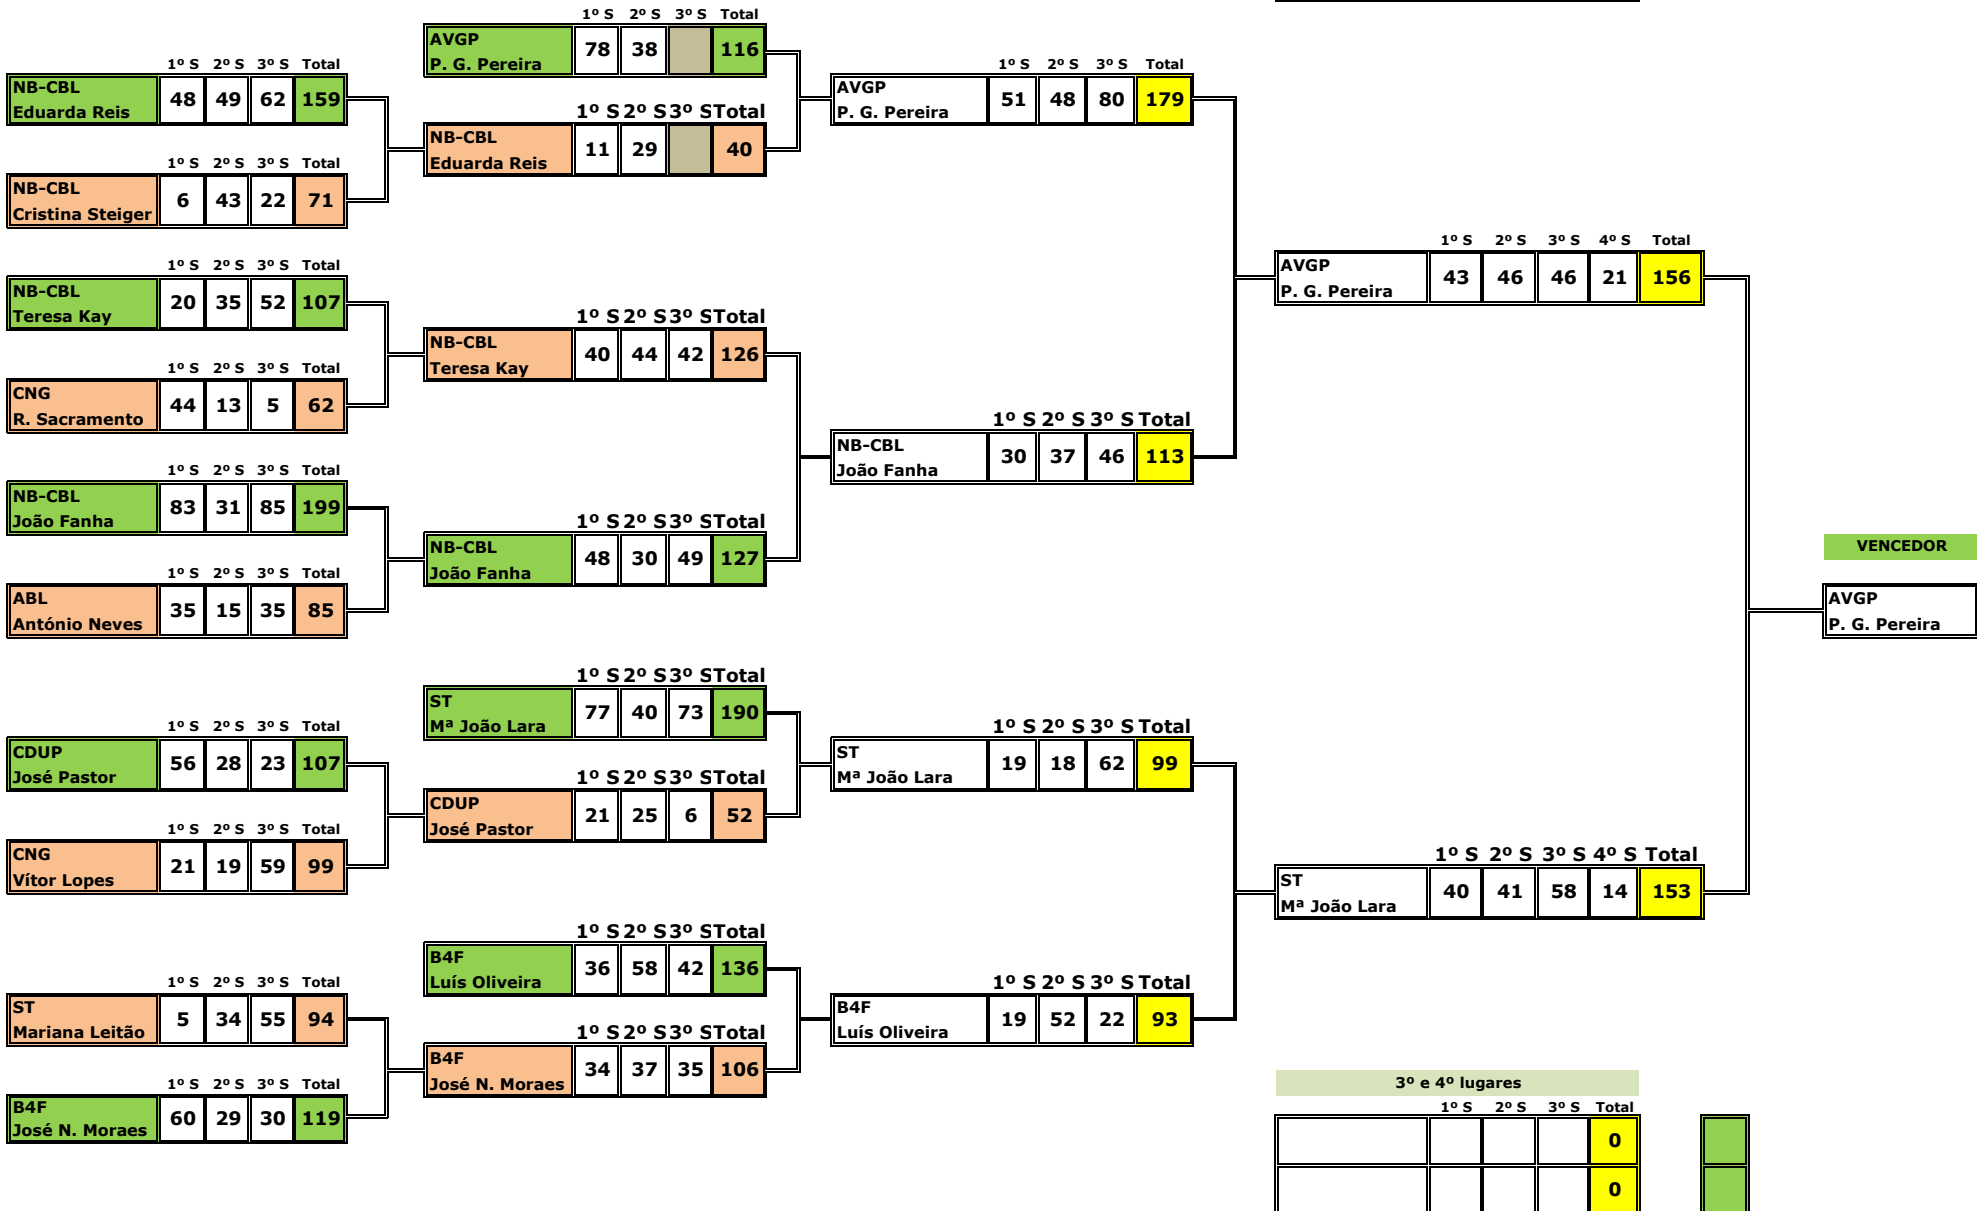 1º S 2º S 3º S Total
NB-CBL
Eduarda Reis 48 49 62 159
1º S 2º S 3º S Total
NB-CBL
Cristina Steiger 6 43 22 71
1º S 2º S 3º S Total
NB-CBL
Teresa Kay 20 35 52 107
1º S 2º S 3º S Total
CNG
R. Sacramento 44 13 5 62
1º S 2º S 3º S Total
NB-CBL
João Fanha 83 31 85 199
1º S 2º S 3º S Total
ABL
António Neves 35 15 35 85
1º S 2º S 3º S Total
CDUP
José Pastor 56 28 23 107
1º S 2º S 3º S Total
CNG
Vítor Lopes 21 19 59 99
1º S 2º S 3º S Total
ST
Mariana Leitão 5 34 55 94
1º S 2º S 3º S Total
B4F
José N. Moraes 60 29 30 119
1º S 2º S 3º S Total
AVGP
P. G. Pereira 78 38 116
1º S 2º S 3º S Total
NB-CBL
Eduarda Reis 11 29 40
1º S 2º S 3º S Total
NB-CBL
Teresa Kay 40 44 42 126
1º S 2º S 3º S Total
NB-CBL
João Fanha 48 30 49 127
1º S 2º S 3º S Total
ST
Mª João Lara 77 40 73 190
1º S 2º S 3º S Total
CDUP
José Pastor 21 25 6 52
1º S 2º S 3º S Total
B4F
Luís Oliveira 36 58 42 136
1º S 2º S 3º S Total
B4F
José N. Moraes 34 37 35 106
1º S 2º S 3º S Total
AVGP
P. G. Pereira 51 48 80 179
1º S 2º S 3º S Total
NB-CBL
João Fanha 30 37 46 113
1º S 2º S 3º S Total
ST
Mª João Lara 19 18 62 99
1º S 2º S 3º S Total
B4F
Luís Oliveira 19 52 22 93
1º S 2º S 3º S 4º S Total
AVGP
P. G. Pereira 43 46 46 21 156
1º S 2º S 3º S 4º S Total
ST
Mª João Lara 40 41 58 14 153
3º e 4º lugares
1º S 2º S 3º S Total
0
0
VENCEDOR
AVGP
P. G. Pereira